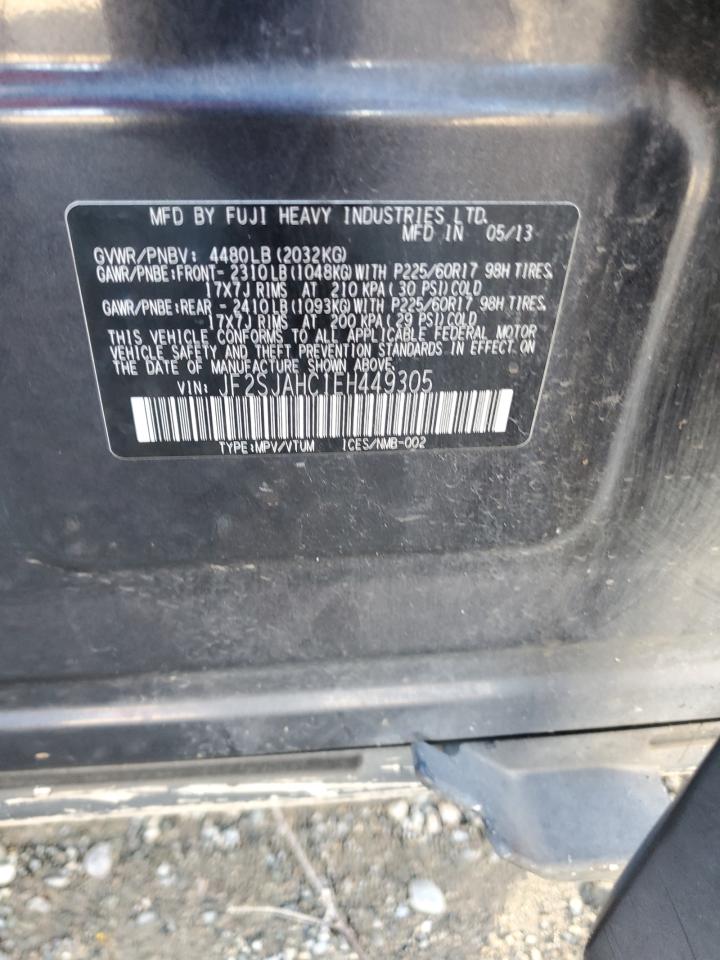 MFD BY FUJI HEAVY INDUSTRIES LTD.
MFD IN 05/13
GVWR/PNBV: 4480LB (2032KG)
GAWR/PNBE:FRONT- 2310LB (1048KG) WITH P225/60R17 98H TIRES,
17X7J RIMS AT 210 KPA ( 30 PSI) COLD
GAWR/PNBE:REAR - 2410LB (1093KG) WITH P225/60R17 98H TIRES,
17X7J RIMS AT 200 KPA (29 PSI) COLD
THIS VEHICLE CONFORMS TO ALL APPLICABLE FEDERAL MOTOR
VEHICLE SAFETY AND THEFT PREVENTION STANDARDS IN EFFECT ON
THE DATE OF MANUFACTURE SHOWN ABOVE.
VIN: JF2SJAHC1EH449305
TYPE:MPV/VTUM ICES/NMB-002